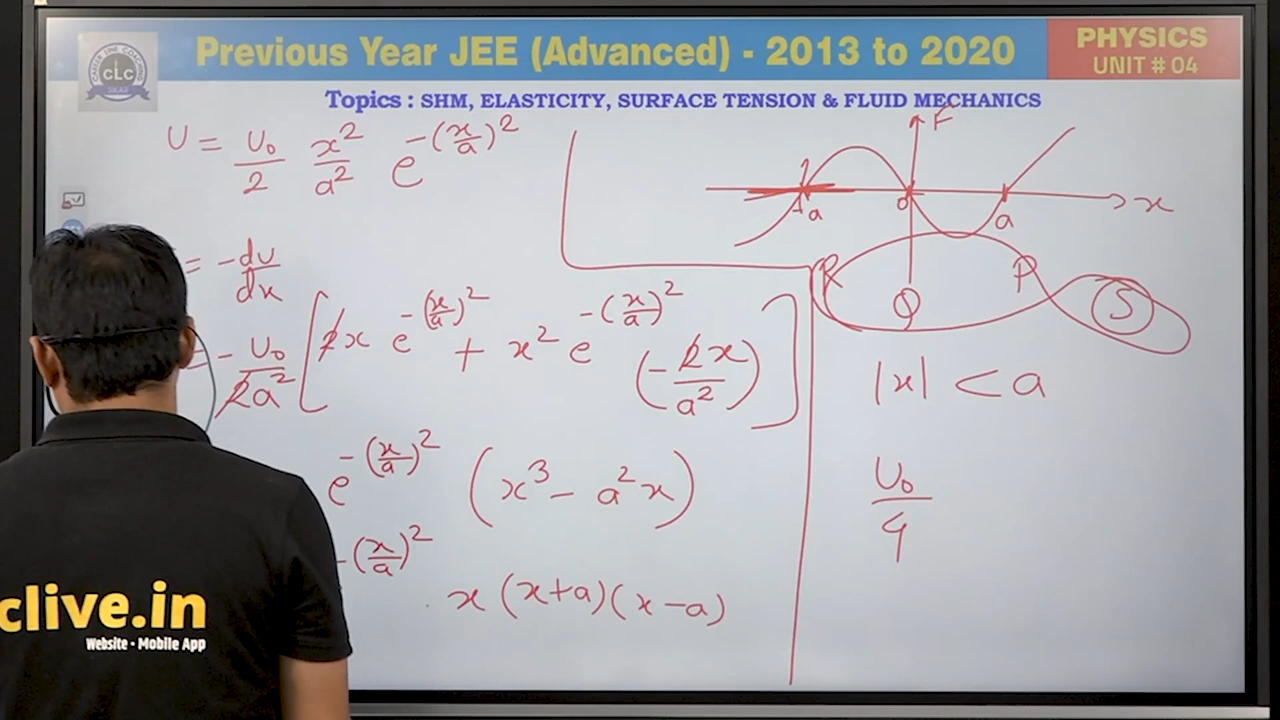 Previous Year JEE (Advanced) - 2013 to 2020
PHYSICS
UNIT # 04
CLC
SIKAR
Topics : SHM, ELASTICITY, SURFACE TENSION & FLUID MECHANICS
U = U₀/2 x²/a² e^-(x/a)²
= -dU/dx
= - U₀/2a² [2x e^-(x/a)² + x² e^-(x/a)² (-2x/a²)]
e^-(x/a)² (x³ - a²x)
-(x/a)² x (x+a)(x-a)
F
-a 0 a x
R Q P S
|x| < a
U₀/4
clive.in
Website - Mobile App